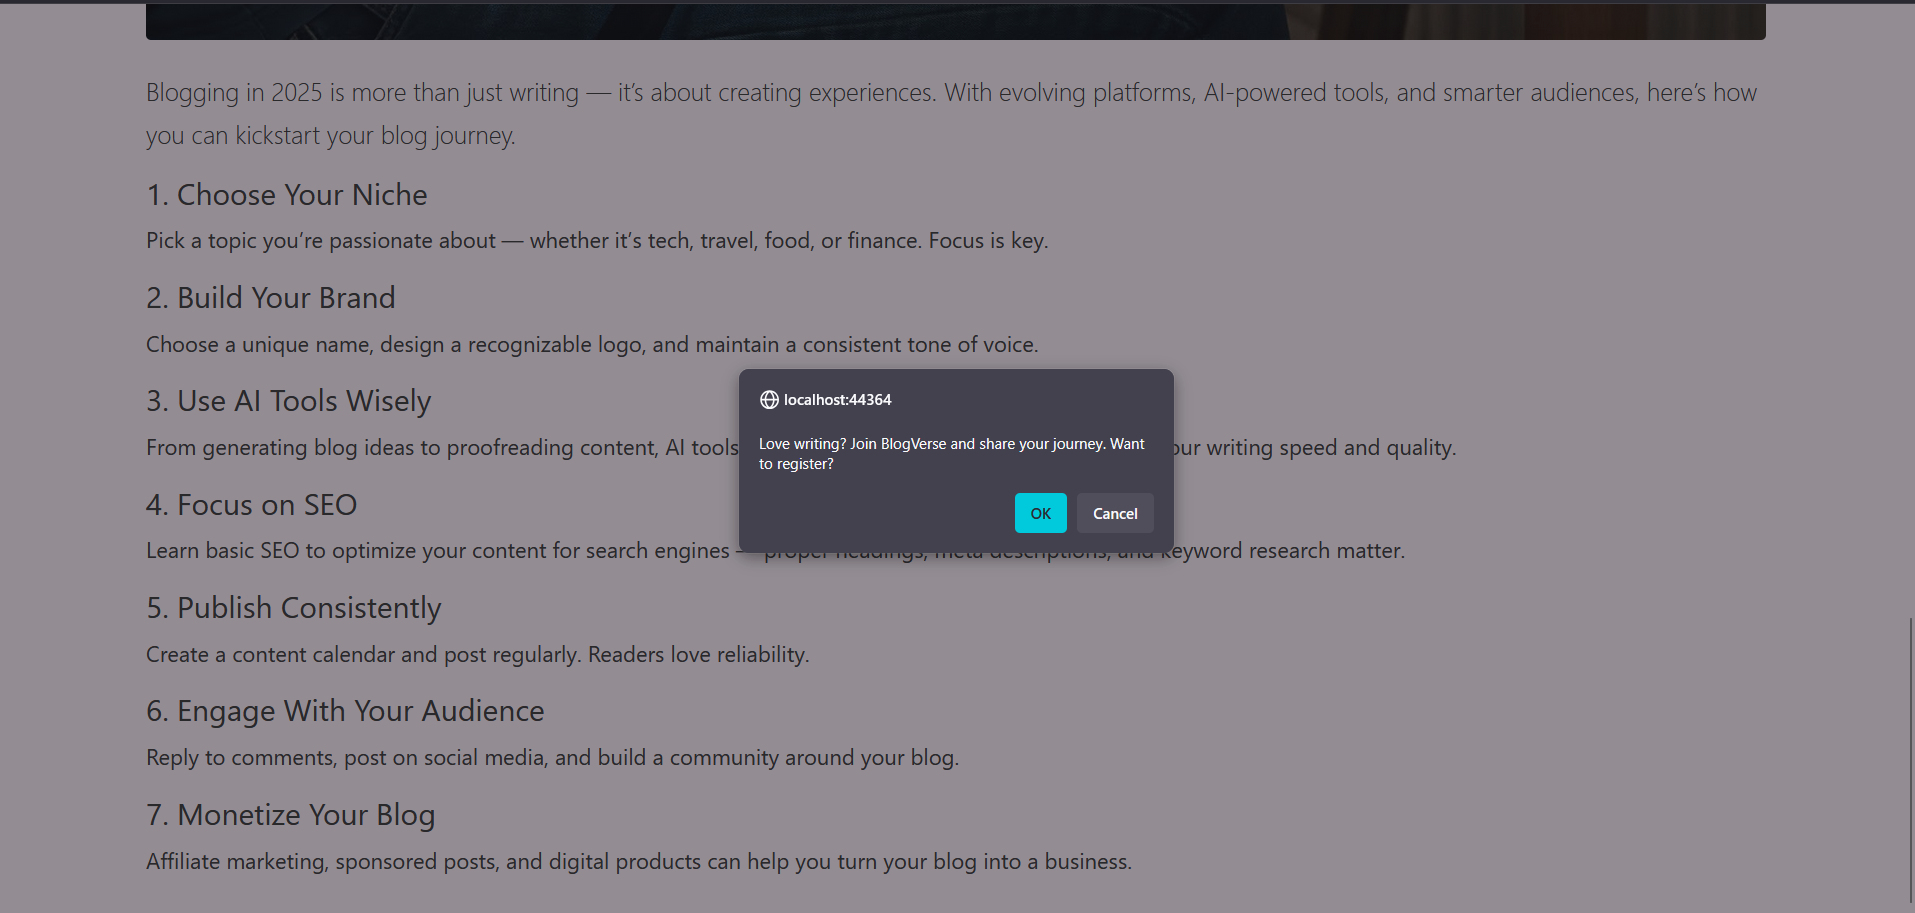 Blogging in 2025 is more than just writing — it’s about creating experiences. With evolving platforms, AI-powered tools, and smarter audiences, here’s how
you can kickstart your blog journey.
1. Choose Your Niche
Pick a topic you’re passionate about — whether it’s tech, travel, food, or finance. Focus is key.
2. Build Your Brand
Choose a unique name, design a recognizable logo, and maintain a consistent tone of voice.
3. Use AI Tools Wisely
From generating blog ideas to proofreading content, AI tools our writing speed and quality.
localhost:44364
Love writing? Join BlogVerse and share your journey. Want
to register?
OK Cancel
4. Focus on SEO
Learn basic SEO to optimize your content for search engines — proper headings, meta descriptions, and keyword research matter.
5. Publish Consistently
Create a content calendar and post regularly. Readers love reliability.
6. Engage With Your Audience
Reply to comments, post on social media, and build a community around your blog.
7. Monetize Your Blog
Affiliate marketing, sponsored posts, and digital products can help you turn your blog into a business.